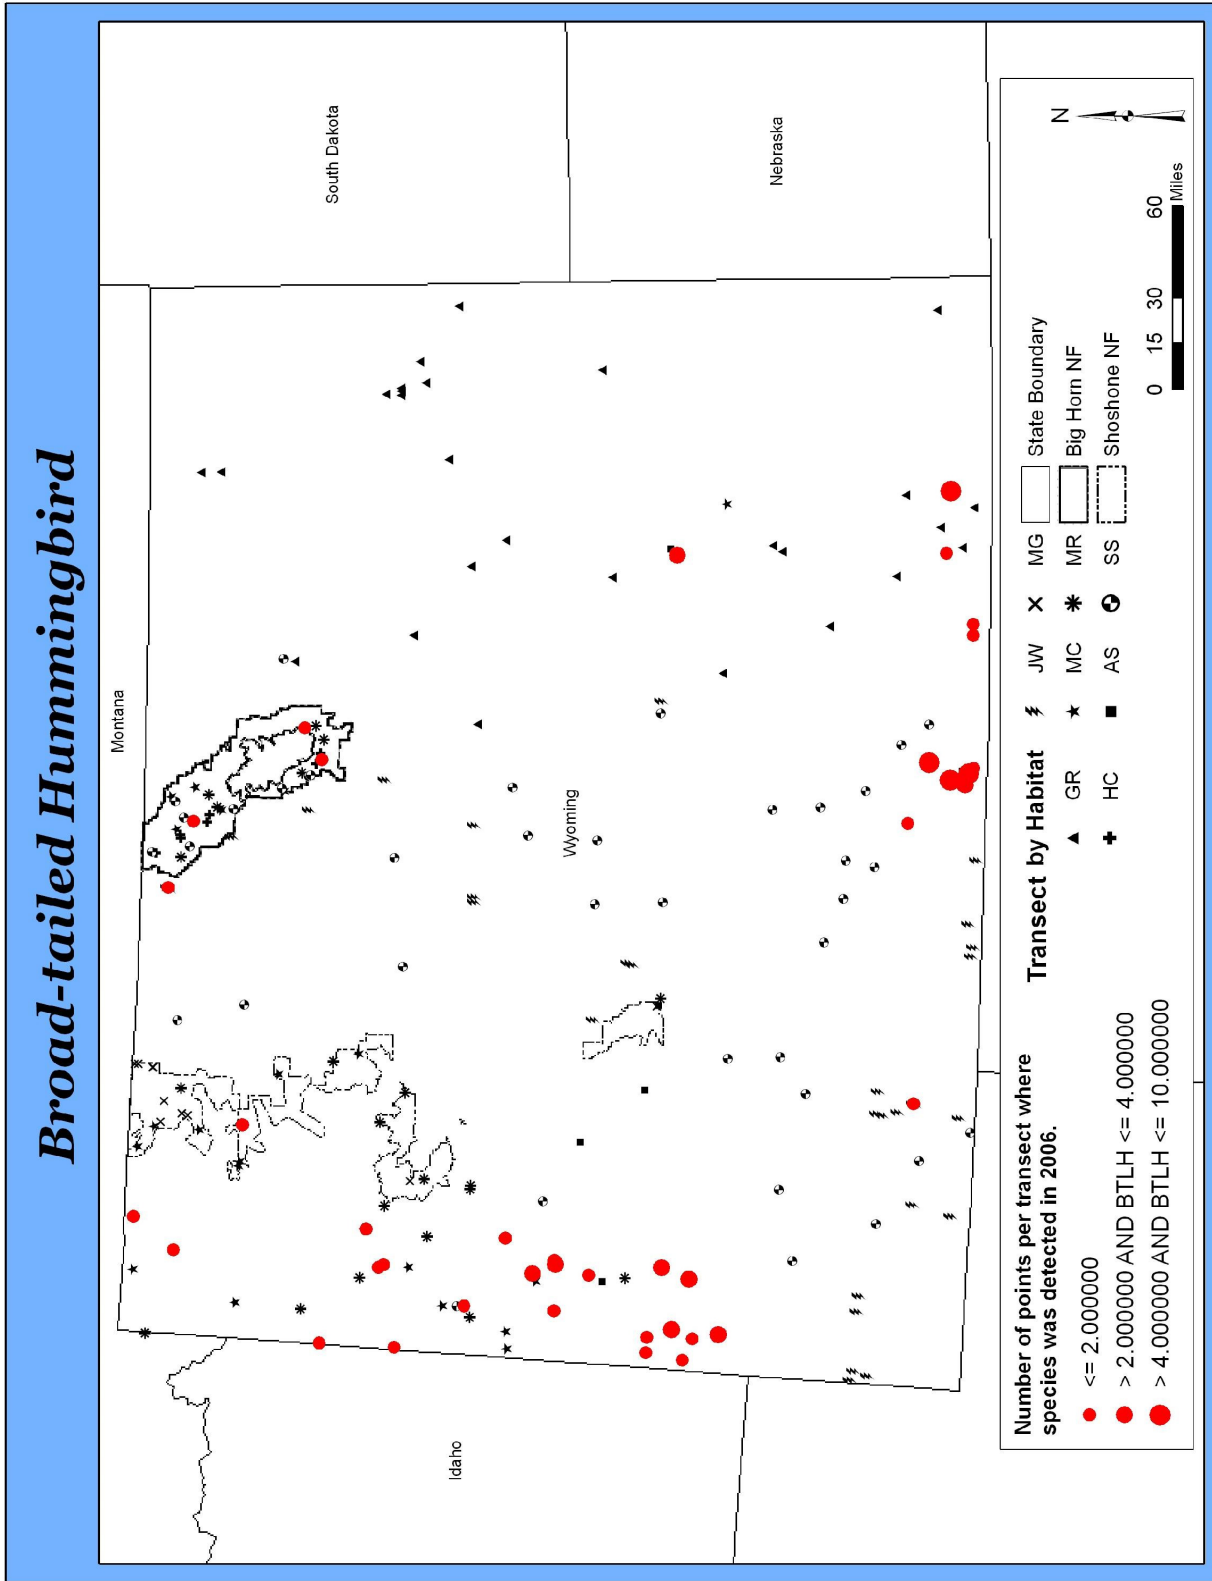 Broad-tailed Hummingbird
Montana
South Dakota
Wyoming
Idaho
Nebraska
Number of points per transect where
species was detected in 2006.
<= 2.000000
> 2.000000 AND BTLH <= 4.000000
> 4.000000 AND BTLH <= 10.000000
Transect by Habitat
GR
JW
MG
HC
MC
MR
AS
SS
State Boundary
Big Horn NF
Shoshone NF
N
0 15 30 60
Miles